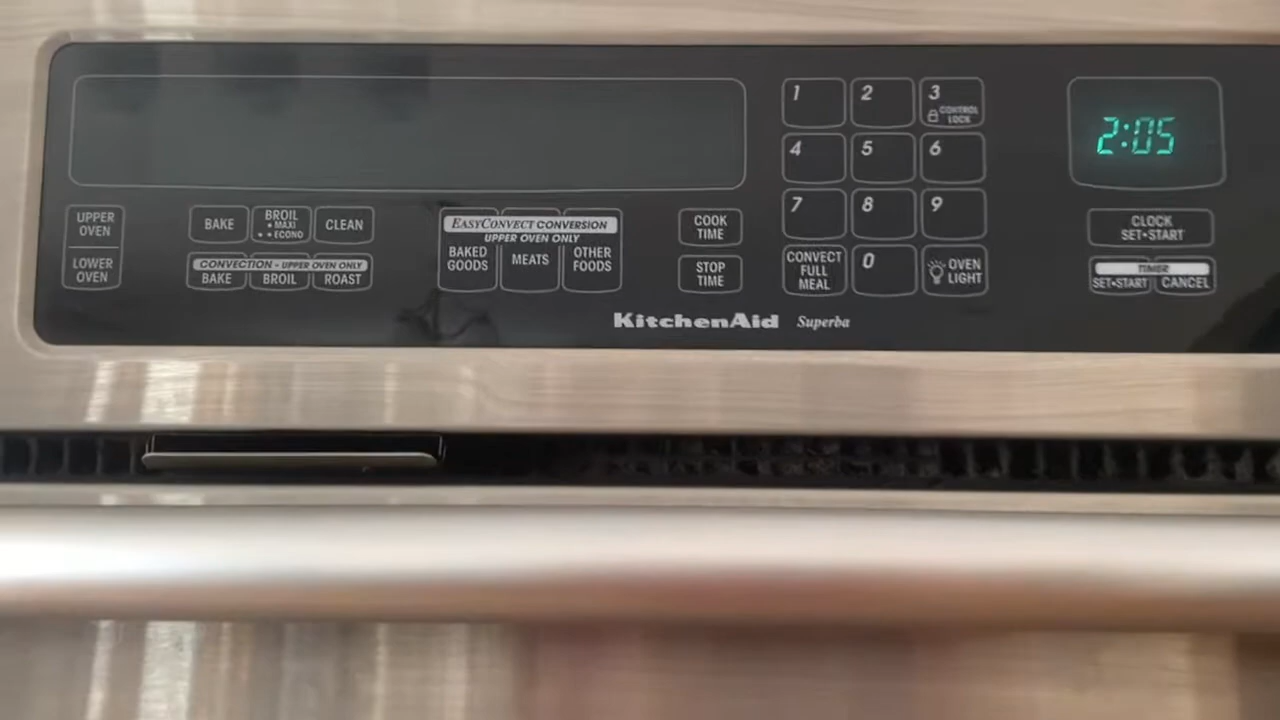 UPPER
OVEN
LOWER
OVEN
BAKE
BROIL
• MAXI
• • ECONO
CLEAN
CONVECTION - UPPER OVEN ONLY
BAKE
BROIL
ROAST
EASYCONVECT CONVERSION
UPPER OVEN ONLY
BAKED
GOODS
MEATS
OTHER
FOODS
COOK
TIME
STOP
TIME
1
2
3
CONTROL
LOCK
4
5
6
7
8
9
CONVECT
FULL
MEAL
0
OVEN
LIGHT
2:05
CLOCK
SET•START
TIMER
SET•START
CANCEL
KitchenAid Superba